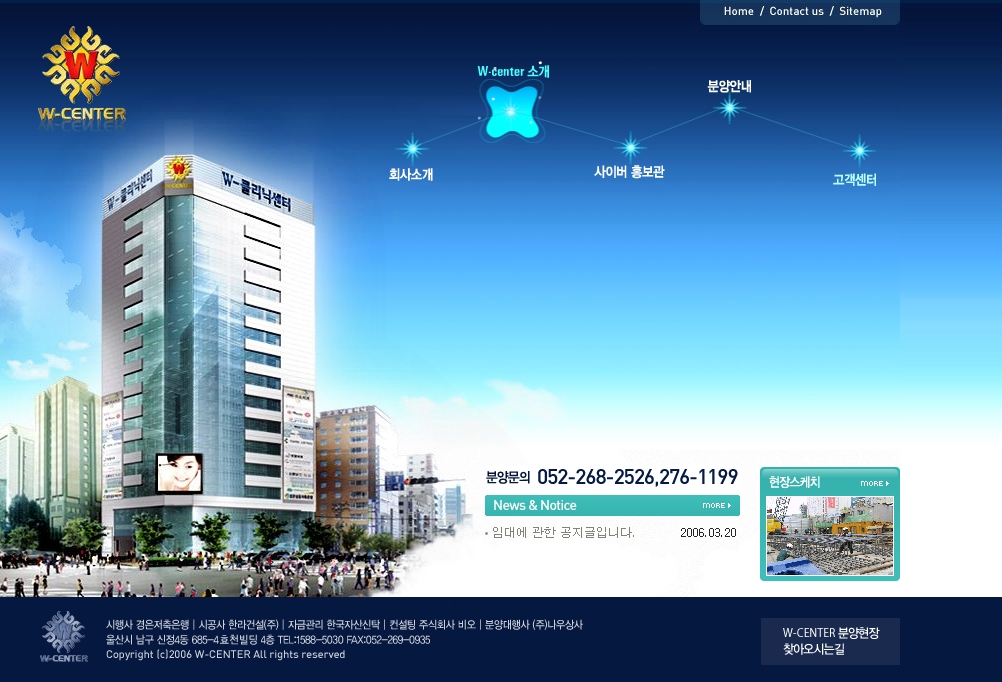 Home / Contact us / Sitemap
W
W-CENTER
W-center 소개
분양안내
회사소개
사이버 홍보관
고객센터
W-클리닉센터
W
W-클리닉센터
분양문의 052-268-2526,276-1199
News & Notice MORE
· 임대에 관한 공지글입니다. 2006.03.20
현장스케치 MORE
W-CENTER
시행사 경은저축은행 | 시공사 한라건설(주) | 자금관리 한국자산신탁 | 컨설팅 주식회사 비오 | 분양대행사 (주)나우상사
울산시 남구 신정4동 685-4효천빌딩 4층 TEL:1588-5030 FAX:052-269-0935
Copyright (c)2006 W-CENTER All rights reserved
W-CENTER 분양현장
찾아오시는길